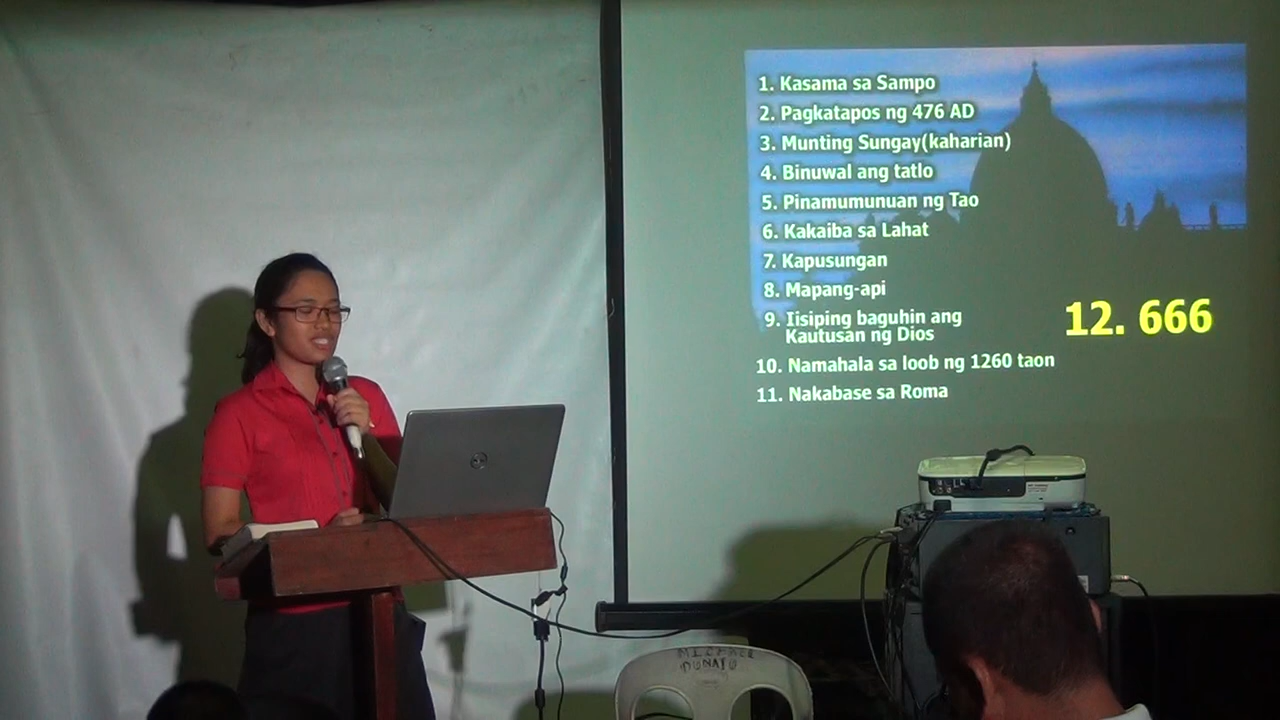 1. Kasama sa Sampo
2. Pagkatapos ng 476 AD
3. Munting Sungay(kaharian)
4. Binuwal ang tatlo
5. Pinamumunuan ng Tao
6. Kakaiba sa Lahat
7. Kapusungan
8. Mapang-api
9. Iisiping baguhin ang
Kautusan ng Dios
10. Namahala sa loob ng 1260 taon
11. Nakabase sa Roma
12. 666